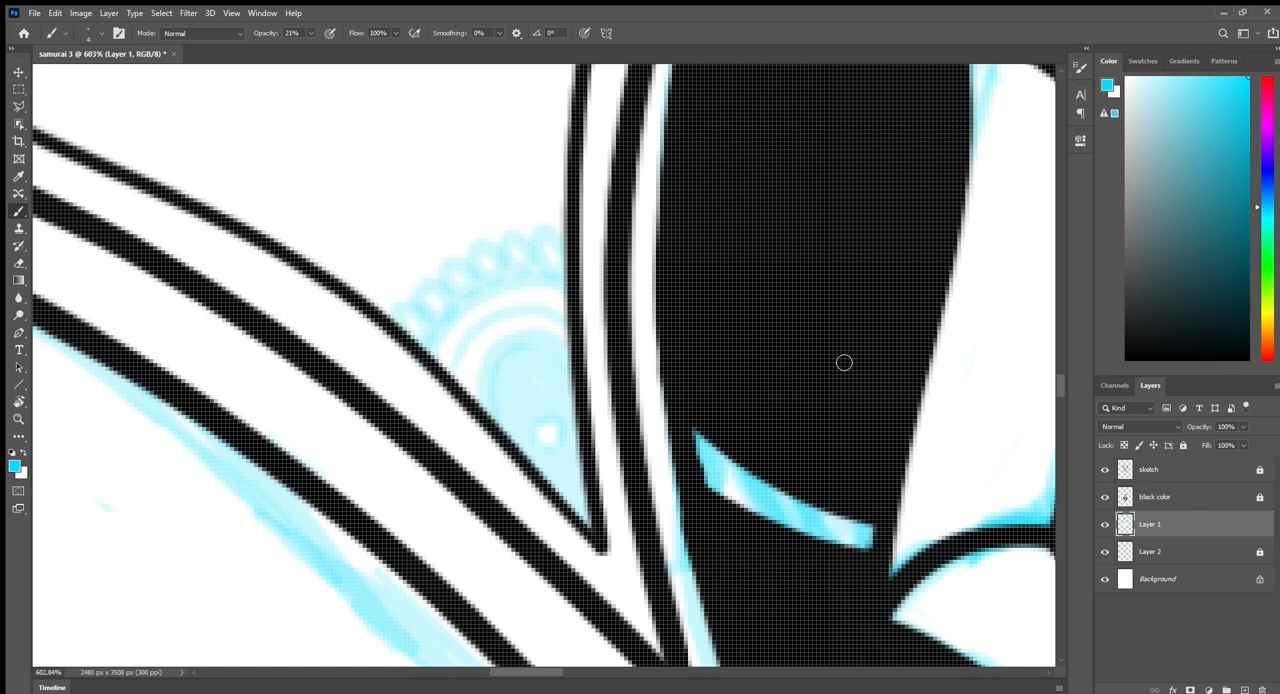 Ps File Edit Image Layer Type Select Filter 3D View Window Help
4 Mode: Normal Opacity: 21% Flow: 100% Smoothing: 0% 0°
samurai 3 @ 603% (Layer 1, RGB/8) * ×
Color Swatches Gradients Patterns
Channels Layers
Kind
Normal Opacity: 100%
Lock: Fill: 100%
sketch
black color
Layer 1
Layer 2
Background
602,84% 2480 px x 3508 px (300 ppi)
Timeline
fx